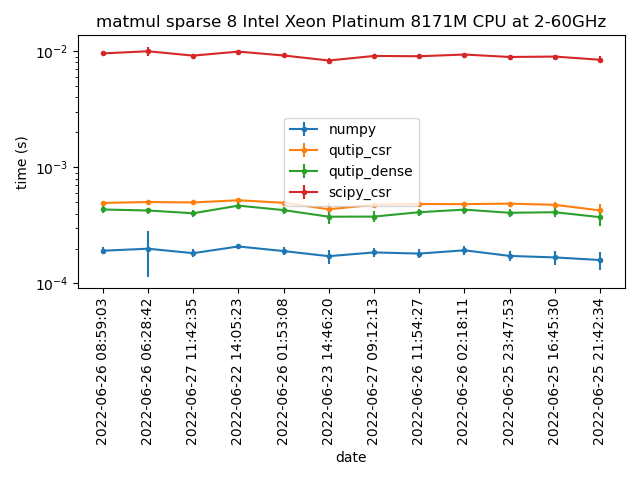 matmul sparse 8 Intel Xeon Platinum 8171M CPU at 2-60GHz
time (s)
10⁻²
10⁻³
10⁻⁴
numpy
qutip_csr
qutip_dense
scipy_csr
2022-06-26 08:59:03
2022-06-26 06:28:42
2022-06-27 11:42:35
2022-06-22 14:05:23
2022-06-26 01:53:08
2022-06-23 14:46:20
2022-06-27 09:12:13
2022-06-26 11:54:27
2022-06-26 02:18:11
2022-06-25 23:47:53
2022-06-25 16:45:30
2022-06-25 21:42:34
date